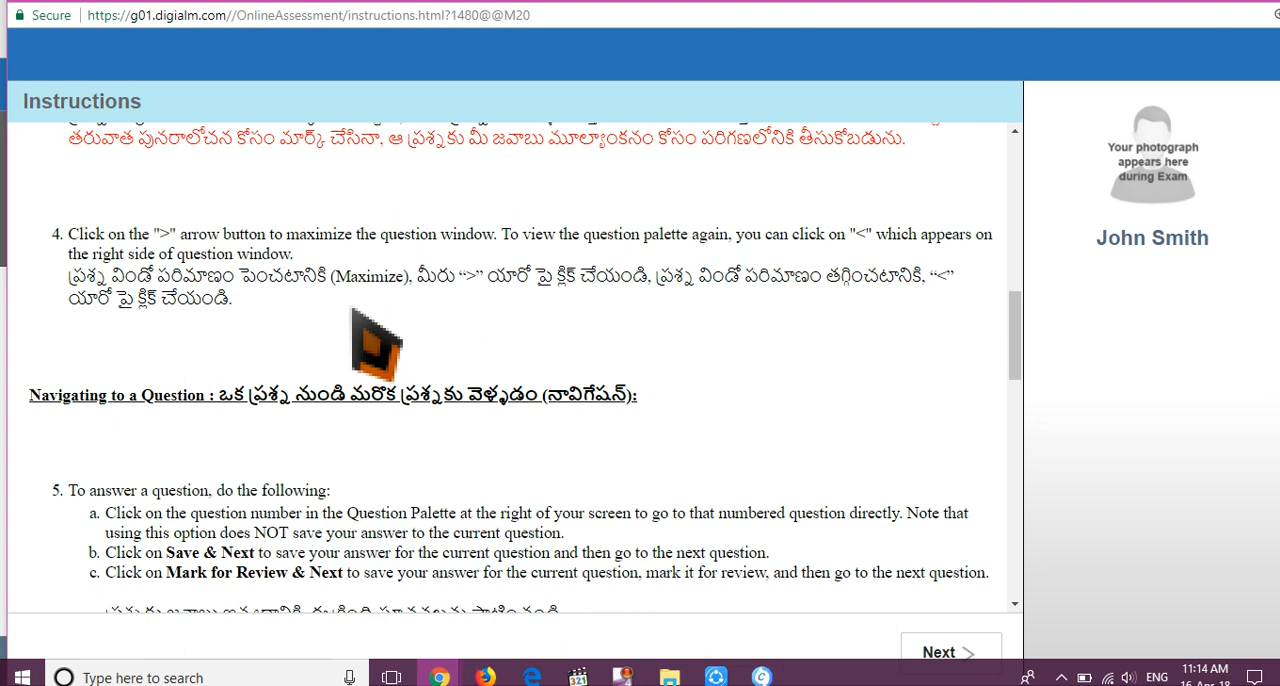 Secure
https://g01.digialm.com//OnlineAssessment/instructions.html?1480@@M20
Instructions
తరువాత పునరాలోచన కోసం మార్క్ చేసినా, ఆ ప్రశ్నకు మీ జవాబు మూల్యాంకనం కోసం పరిగణలోనికి తీసుకోబడును.
4. Click on the ">" arrow button to maximize the question window. To view the question palette again, you can click on "<" which appears on
the right side of question window.
ప్రశ్న విండో పరిమాణం పెంచటానికి (Maximize), మీరు “>” యారో పై క్లిక్ చేయండి, ప్రశ్న విండో పరిమాణం తగ్గించటానికి, “<”
యారో పై క్లిక్ చేయండి.
Navigating to a Question : ఒక ప్రశ్న నుండి మరొక ప్రశ్నకు వెళ్ళడం (నావిగేషన్):
5. To answer a question, do the following:
a. Click on the question number in the Question Palette at the right of your screen to go to that numbered question directly. Note that
using this option does NOT save your answer to the current question.
b. Click on Save & Next to save your answer for the current question and then go to the next question.
c. Click on Mark for Review & Next to save your answer for the current question, mark it for review, and then go to the next question.
Next
Your photograph
appears here
during Exam
John Smith
Type here to search
321
4
ENG
11:14 AM
16-Apr-18